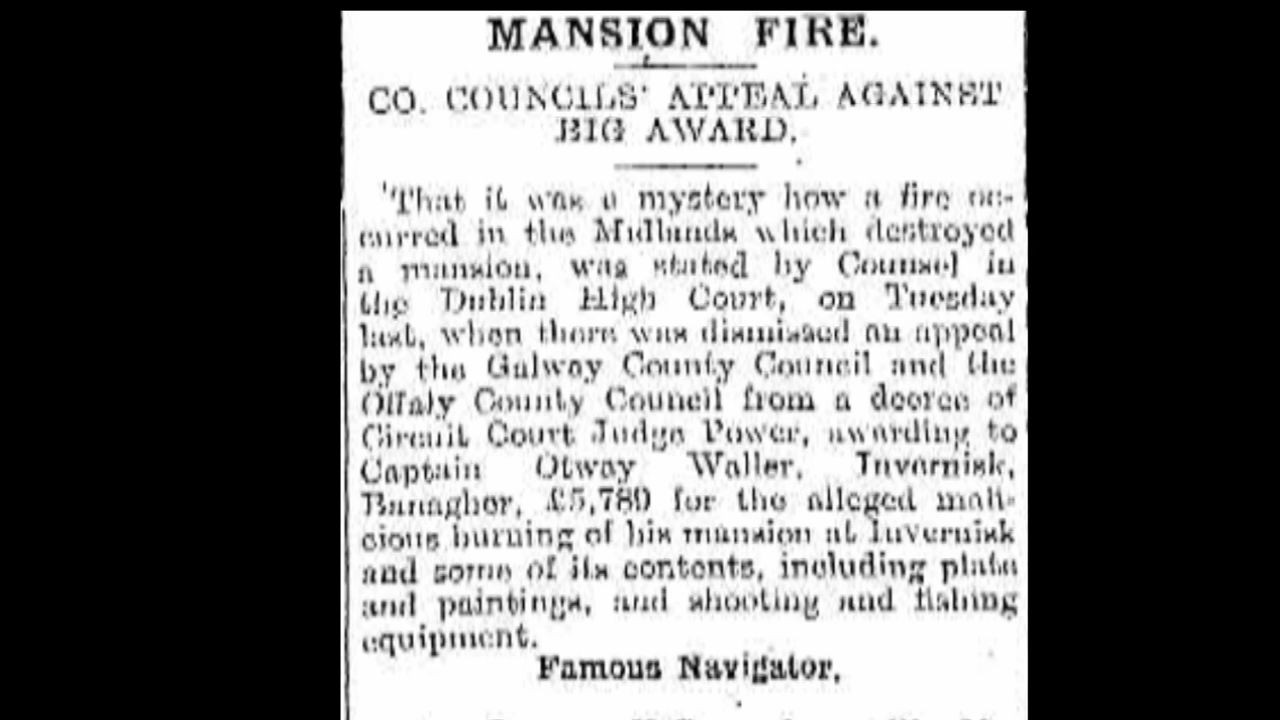 MANSION FIRE.
CO. COUNCILS' APPEAL AGAINST
BIG AWARD.
'That it was a mystery how a fire oc-
curred in the Midlands which destroyed
a mansion, was stated by Counsel in
the Dublin High Court, on Tuesday
last, when there was dismissed an appeal
by the Galway County Council and the
Offaly County Council from a decree of
Circuit Court Judge Power, awarding to
Captain Otway Waller, Invernisk,
Banagher, £5,789 for the alleged mali-
cious burning of his mansion at Invernisk
and some of its contents, including plate
and paintings, and shooting and fishing
equipment.
Famous Navigator.